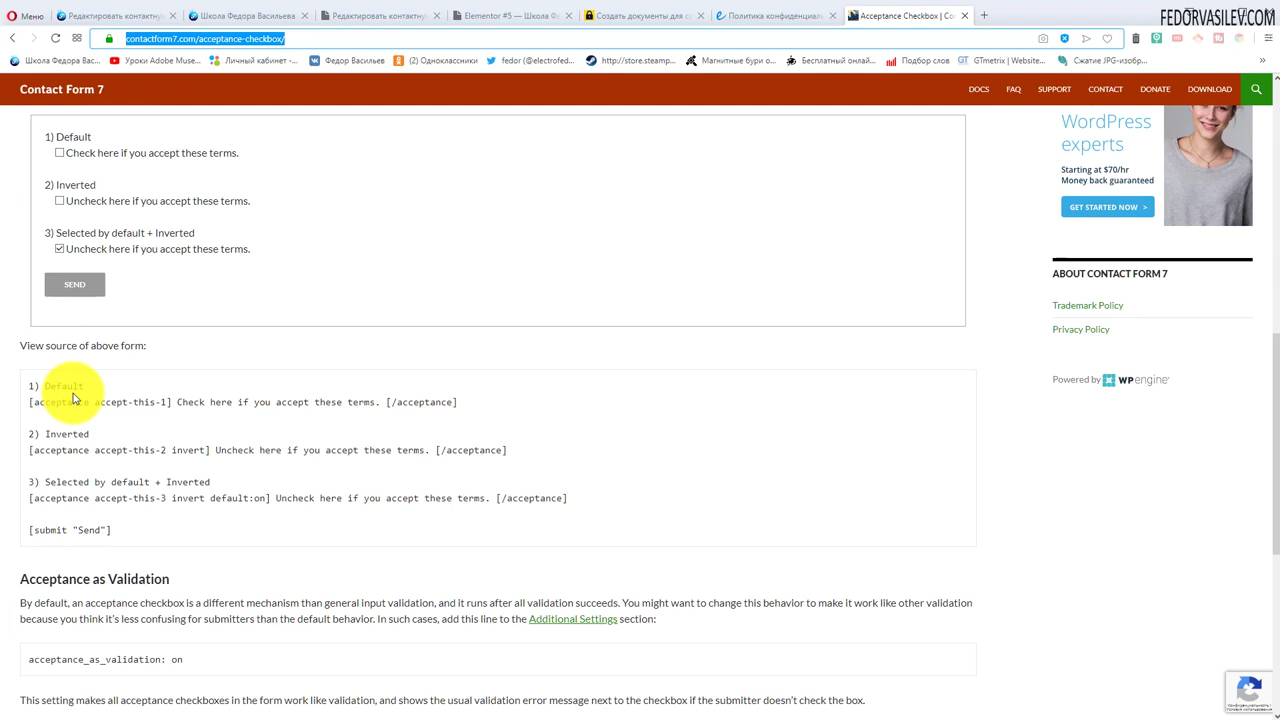 Меню
Редактировать контактну
Школа Федора Васильева
Редактировать контактну
Elementor #5 — Школа Ф
Создать документы для с
Политика конфиденциаль
Acceptance Checkbox | Co
FEDORVASILEV.COM
contactform7.com/acceptance-checkbox/
Школа Федора Вас...
Уроки Adobe Muse...
Личный кабинет -...
Федор Васильев
(2) Одноклассники
fedor (@electrofed...
http://store.steamp...
Магнитные бури о...
Бесплатный онлай...
Подбор слов
GTmetrix | Website...
Сжатие JPG-изобр...
Contact Form 7
DOCS
FAQ
SUPPORT
CONTACT
DONATE
DOWNLOAD
1) Default
Check here if you accept these terms.
2) Inverted
Uncheck here if you accept these terms.
3) Selected by default + Inverted
Uncheck here if you accept these terms.
SEND
WordPress
experts
Starting at $70/hr
Money back guaranteed
GET STARTED NOW >
ABOUT CONTACT FORM 7
Trademark Policy
Privacy Policy
Powered by WP engine
View source of above form:
1) Default
[acceptance accept-this-1] Check here if you accept these terms. [/acceptance]
2) Inverted
[acceptance accept-this-2 invert] Uncheck here if you accept these terms. [/acceptance]
3) Selected by default + Inverted
[acceptance accept-this-3 invert default:on] Uncheck here if you accept these terms. [/acceptance]
[submit "Send"]
Acceptance as Validation
By default, an acceptance checkbox is a different mechanism than general input validation, and it runs after all validation succeeds. You might want to change this behavior to make it work like other validation
because you think it's less confusing for submitters than the default behavior. In such cases, add this line to the Additional Settings section:
acceptance_as_validation: on
This setting makes all acceptance checkboxes in the form work like validation, and shows the usual validation error message next to the checkbox if the submitter doesn't check the box.